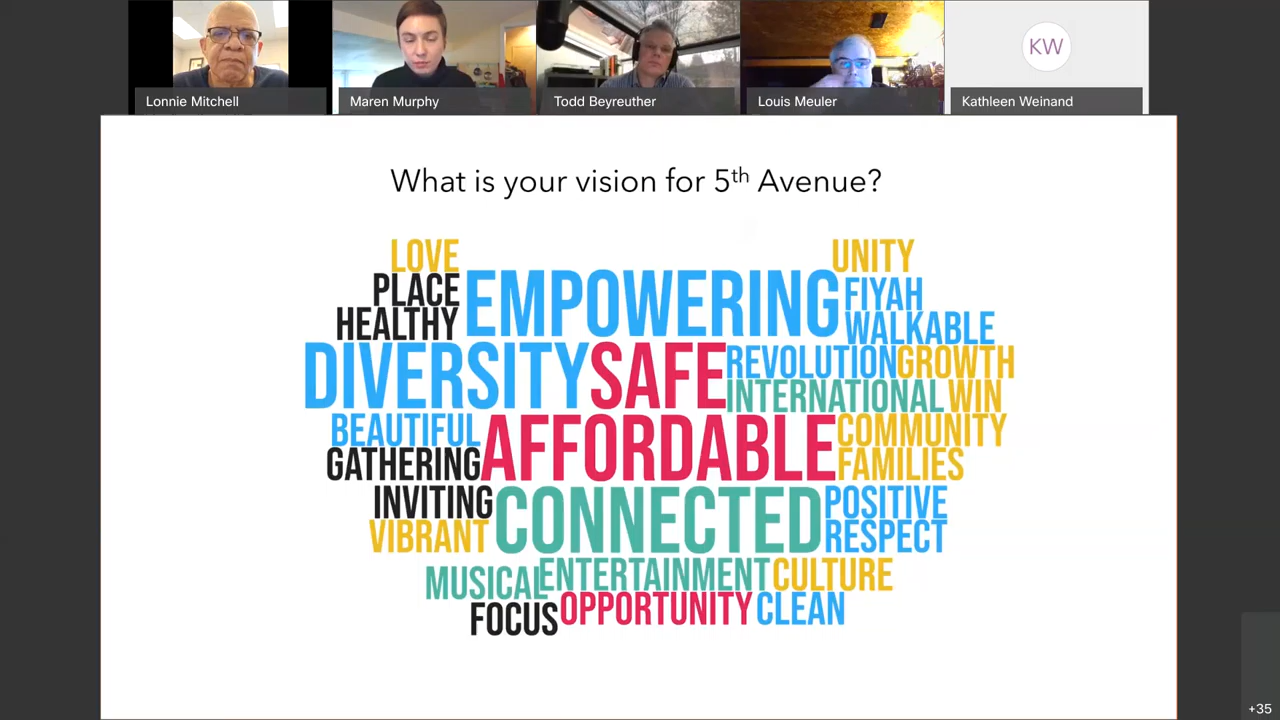 KW
Lonnie Mitchell
Maren Murphy
Todd Beyreuther
Louis Meuler
Kathleen Weinand
What is your vision for 5th Avenue?
LOVE
UNITY
PLACE
EMPOWERING
FIYAH
HEALTHY
WALKABLE
DIVERSITY
SAFE
REVOLUTION
GROWTH
INTERNATIONAL
WIN
BEAUTIFUL
AFFORDABLE
COMMUNITY
GATHERING
FAMILIES
INVITING
CONNECTED
POSITIVE
VIBRANT
RESPECT
MUSICAL
ENTERTAINMENT
CULTURE
FOCUS
OPPORTUNITY
CLEAN
+35